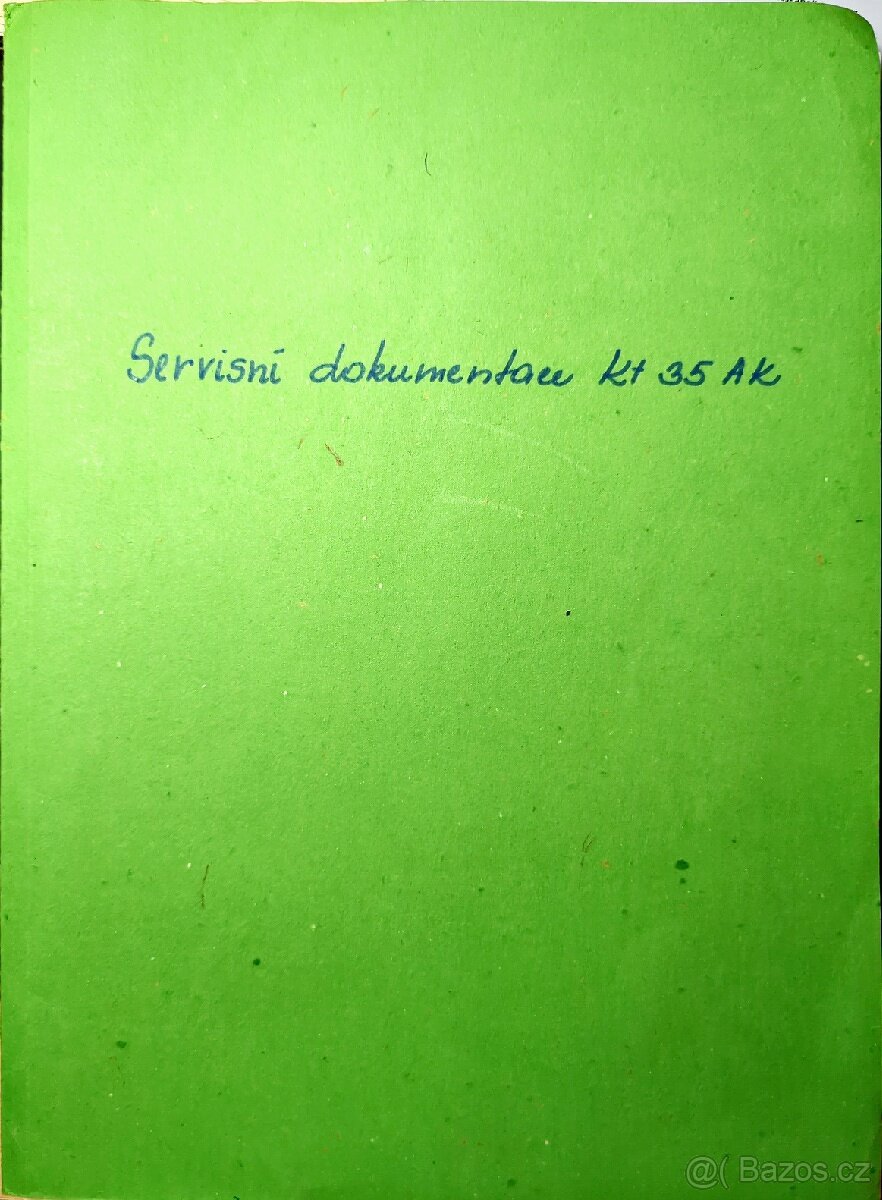 Servisní dokumentace Kt 35 AK
@( Bazos.cz